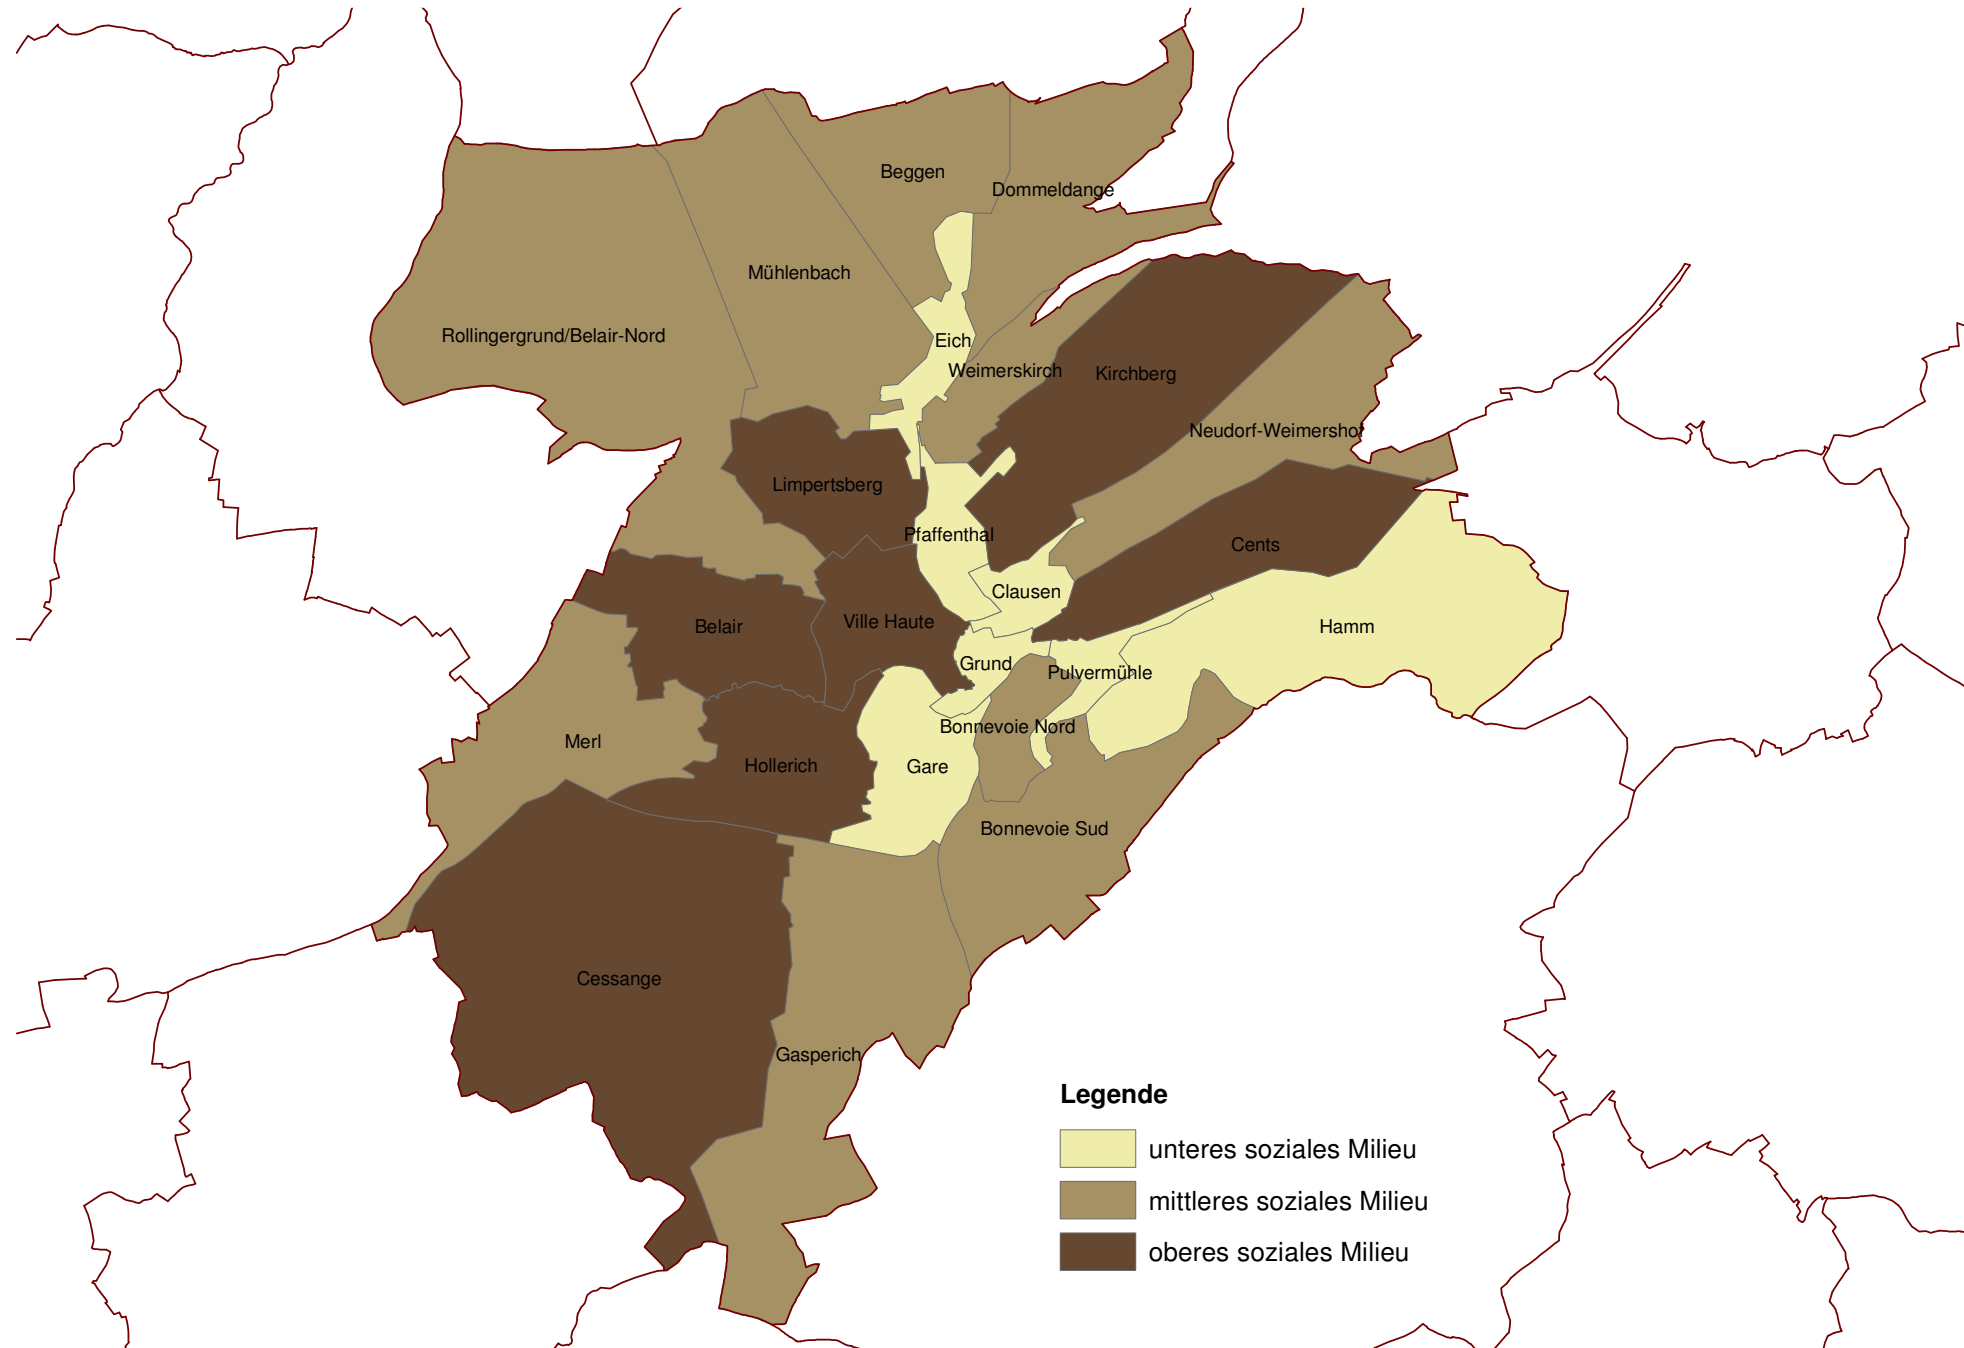 Beggen
Dommeldange
Mühlenbach
Rollingergrund/Belair-Nord
Eich
Weimerskirch
Kirchberg
Neudorf-Weimershof
Limpertsberg
Pfaffenthal
Cents
Clausen
Belair
Ville Haute
Hamm
Grund
Pulvermühle
Bonnevoie Nord
Merl
Hollerich
Gare
Bonnevoie Sud
Cessange
Gasperich
Legende
unteres soziales Milieu
mittleres soziales Milieu
oberes soziales Milieu